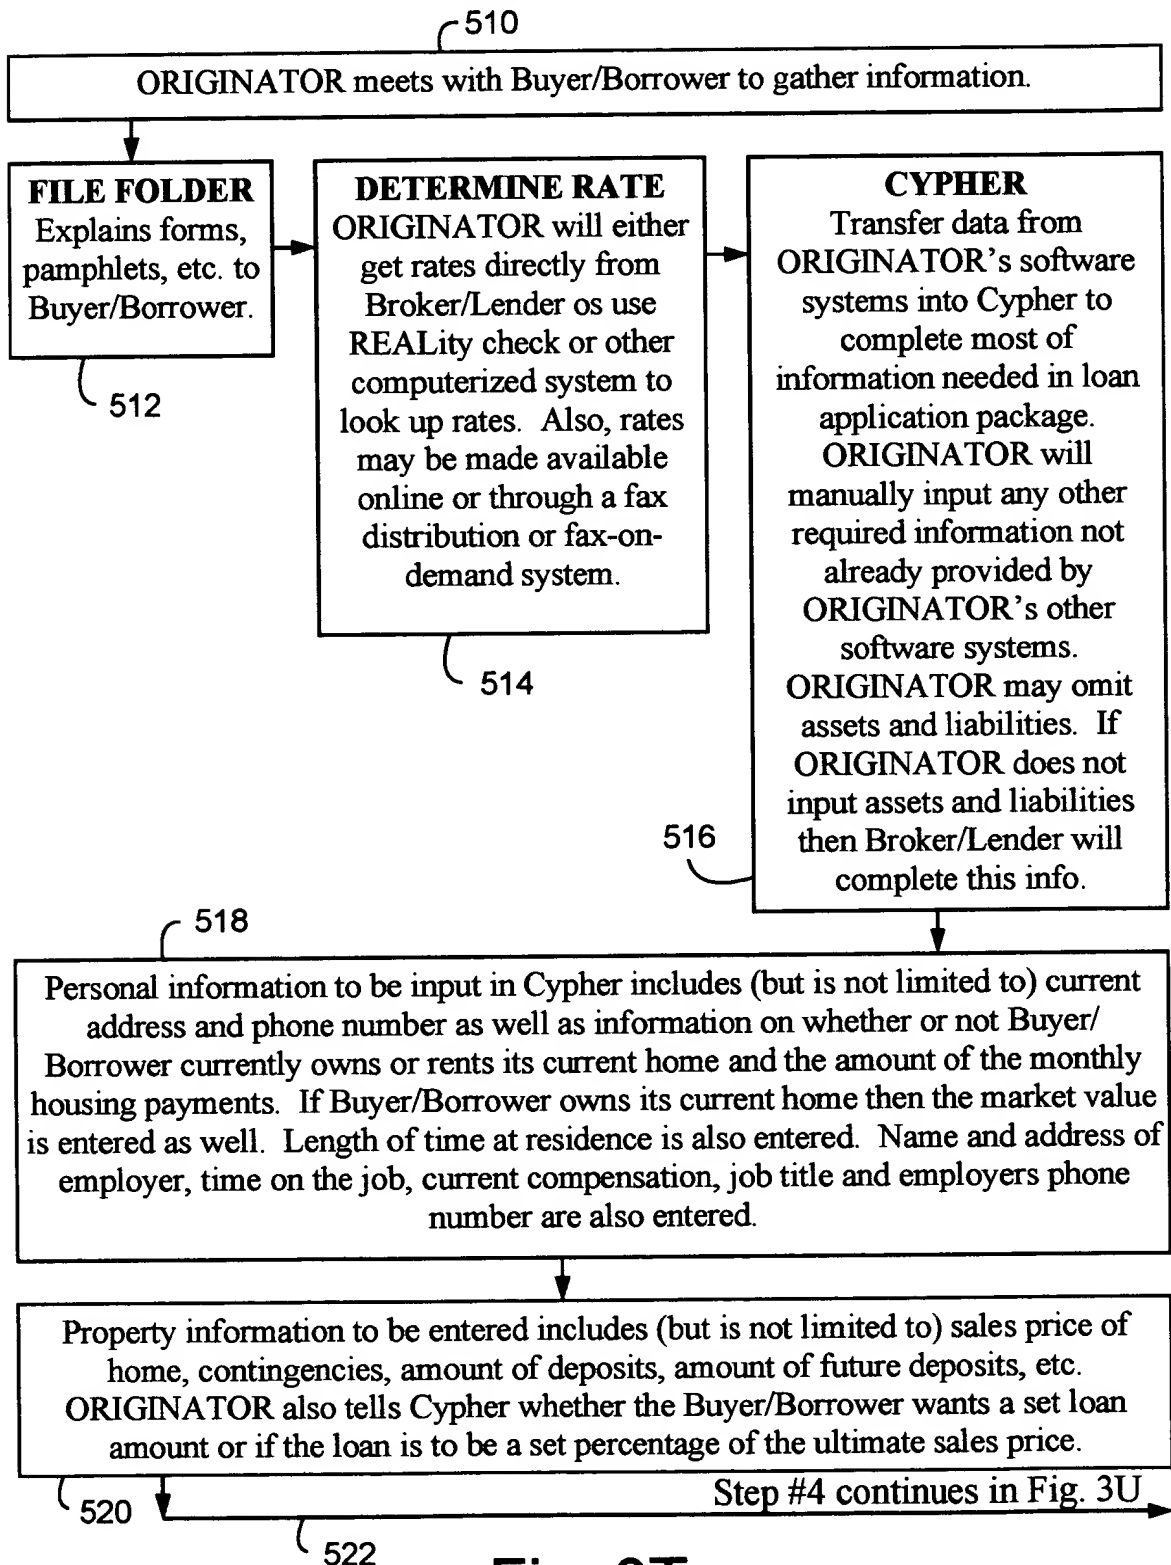 510
ORIGINATOR meets with Buyer/Borrower to gather information.
FILE FOLDER
Explains forms,
pamphlets, etc. to
Buyer/Borrower.
512
DETERMINE RATE
ORIGINATOR will either
get rates directly from
Broker/Lender os use
REALity check or other
computerized system to
look up rates. Also, rates
may be made available
online or through a fax
distribution or fax-on-
demand system.
514
CYPHER
Transfer data from
ORIGINATOR's software
systems into Cypher to
complete most of
information needed in loan
application package.
ORIGINATOR will
manually input any other
required information not
already provided by
ORIGINATOR's other
software systems.
ORIGINATOR may omit
assets and liabilities. If
ORIGINATOR does not
input assets and liabilities
then Broker/Lender will
complete this info.
516
518
Personal information to be input in Cypher includes (but is not limited to) current
address and phone number as well as information on whether or not Buyer/
Borrower currently owns or rents its current home and the amount of the monthly
housing payments. If Buyer/Borrower owns its current home then the market value
is entered as well. Length of time at residence is also entered. Name and address of
employer, time on the job, current compensation, job title and employers phone
number are also entered.
Property information to be entered includes (but is not limited to) sales price of
home, contingencies, amount of deposits, amount of future deposits, etc.
ORIGINATOR also tells Cypher whether the Buyer/Borrower wants a set loan
amount or if the loan is to be a set percentage of the ultimate sales price.
520
Step #4 continues in Fig. 3U
522